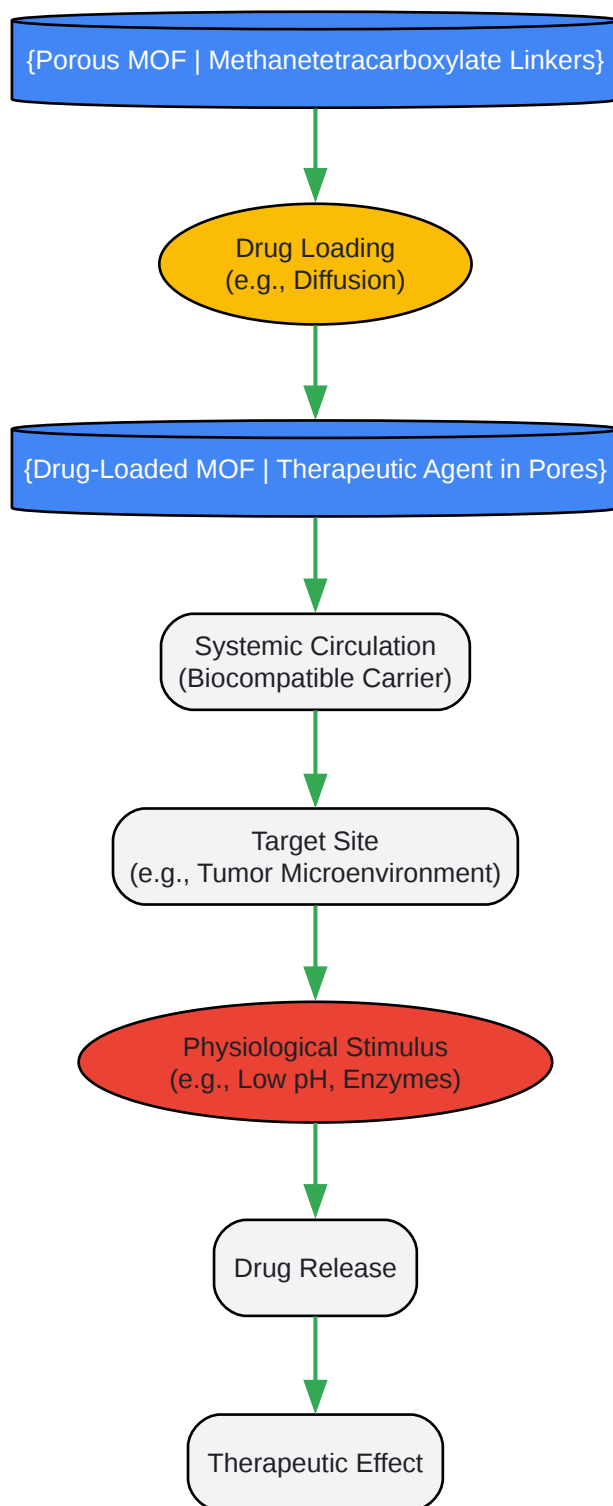 {Porous MOF | Methanetetracarboxylate Linkers}
Drug Loading
(e.g., Diffusion)
{Drug-Loaded MOF | Therapeutic Agent in Pores}
Systemic Circulation
(Biocompatible Carrier)
Target Site
(e.g., Tumor Microenvironment)
Physiological Stimulus
(e.g., Low pH, Enzymes)
Drug Release
Therapeutic Effect